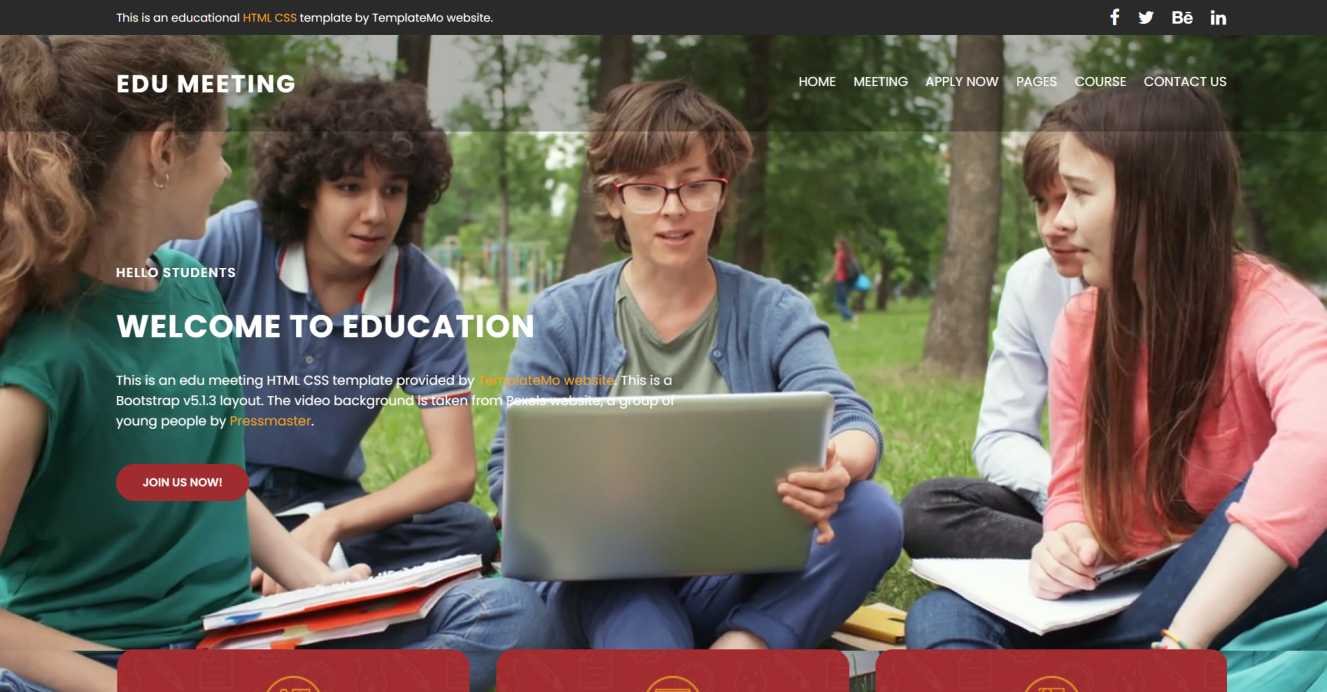 This is an educational HTML CSS template by TemplateMo website.
Bē
in
EDU MEETING
HOME MEETING APPLY NOW PAGES COURSE CONTACT US
HELLO STUDENTS
WELCOME TO EDUCATION
This is an edu meeting HTML CSS template provided by TemplateMo website. This is a
Bootstrap v5.1.3 layout. The video background is taken from Pexels website, a group of
young people by Pressmaster.
JOIN US NOW!